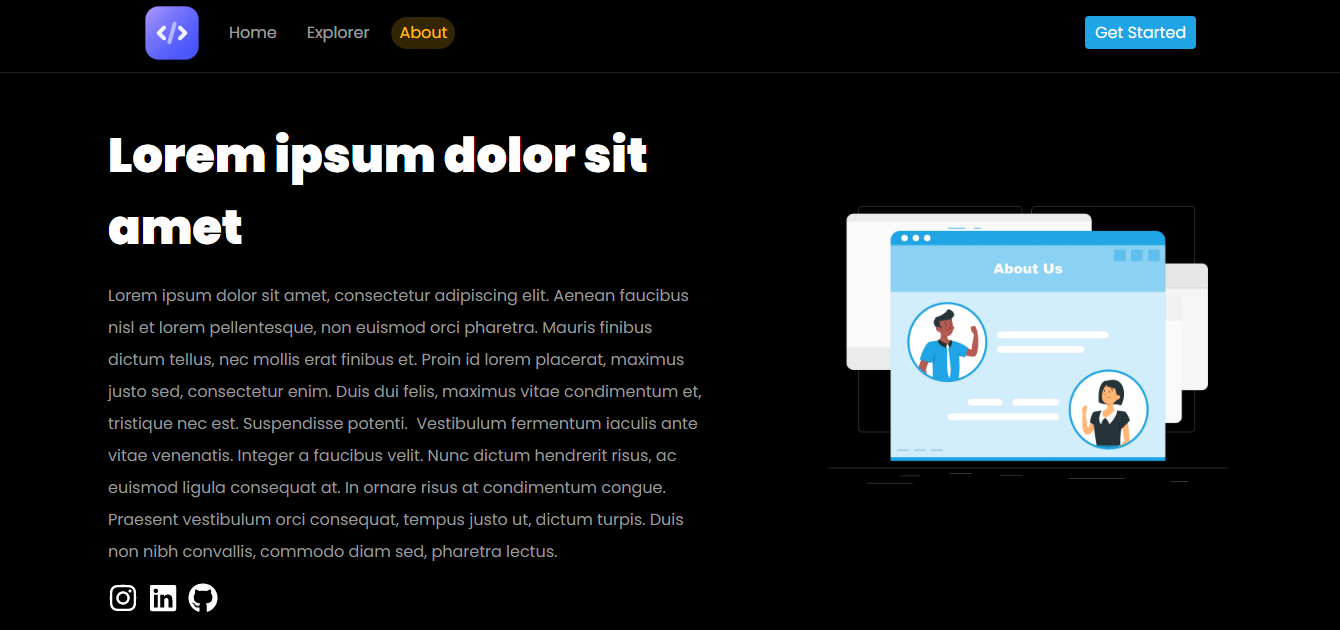 Home Explorer About Get Started
Lorem ipsum dolor sit
amet
About Us
Lorem ipsum dolor sit amet, consectetur adipiscing elit. Aenean faucibus
nisl et lorem pellentesque, non euismod orci pharetra. Mauris finibus
dictum tellus, nec mollis erat finibus et. Proin id lorem placerat, maximus
justo sed, consectetur enim. Duis dui felis, maximus vitae condimentum et,
tristique nec est. Suspendisse potenti.  Vestibulum fermentum iaculis ante
vitae venenatis. Integer a faucibus velit. Nunc dictum hendrerit risus, ac
euismod ligula consequat at. In ornare risus at condimentum congue.
Praesent vestibulum orci consequat, tempus justo ut, dictum turpis. Duis
non nibh convallis, commodo diam sed, pharetra lectus.